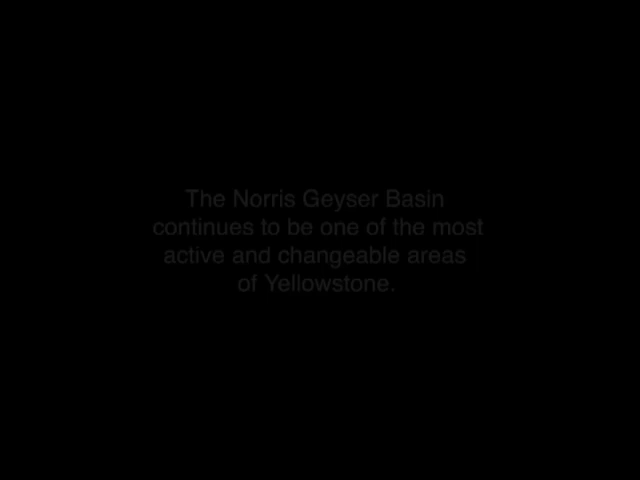 The Norris Geyser Basin
continues to be one of the most
active and changeable areas
of Yellowstone.